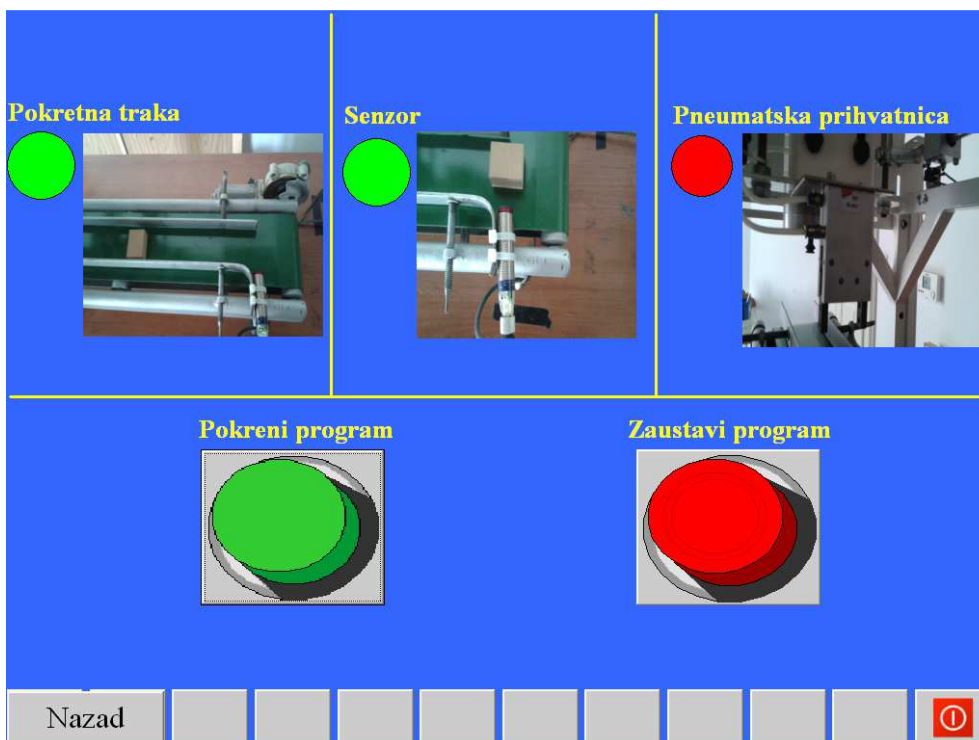 Pokretna traka
Senzor
Pneumatska prihvatnica
Pokreni program
Zaustavi program
Nazad